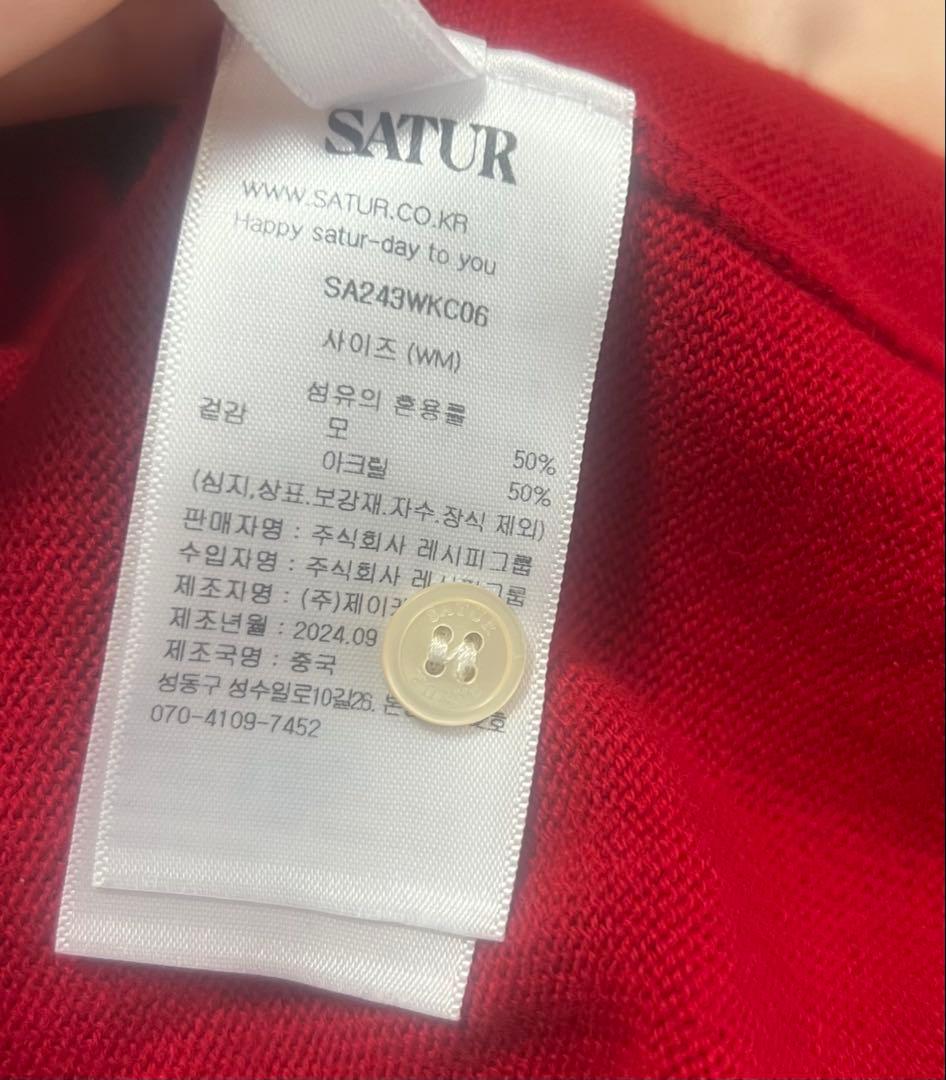 SATUR
WWW.SATUR.CO.KR
Happy satur-day to you
SA243WKC06
사이즈 (WM)
섬유의 혼용률
겉감 모 50%
아크릴 50%
(심지,상표.보강재.자수.장식 제외)
판매자명 : 주식회사 레시피그룹
수입자명 : 주식회사
제조자명 :
제조년월 : 2024.09
제조국명 : 중국
성동구 성수일로10길26.
070-4109-7452
SATUR